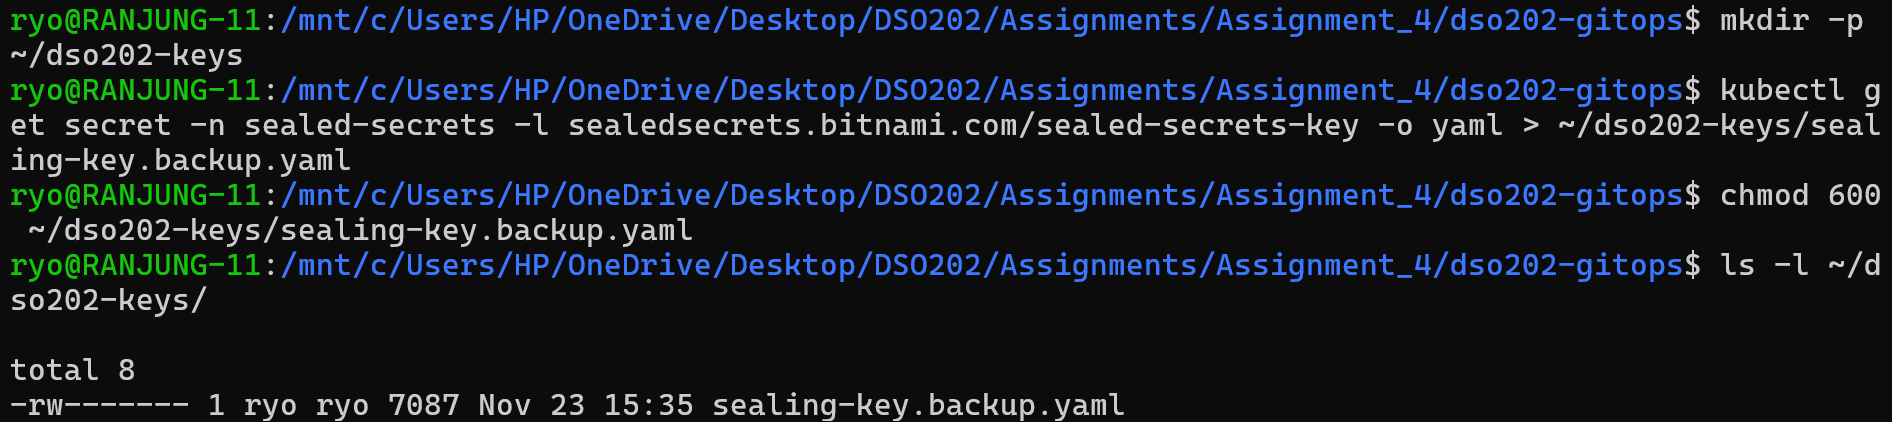 ryo@RANJUNG-11:/mnt/c/Users/HP/OneDrive/Desktop/DSO202/Assignments/Assignment_4/dso202-gitops$ mkdir -p
~/dso202-keys
ryo@RANJUNG-11:/mnt/c/Users/HP/OneDrive/Desktop/DSO202/Assignments/Assignment_4/dso202-gitops$ kubectl g
et secret -n sealed-secrets -l sealedsecrets.bitnami.com/sealed-secrets-key -o yaml > ~/dso202-keys/seal
ing-key.backup.yaml
ryo@RANJUNG-11:/mnt/c/Users/HP/OneDrive/Desktop/DSO202/Assignments/Assignment_4/dso202-gitops$ chmod 600
 ~/dso202-keys/sealing-key.backup.yaml
ryo@RANJUNG-11:/mnt/c/Users/HP/OneDrive/Desktop/DSO202/Assignments/Assignment_4/dso202-gitops$ ls -l ~/d
so202-keys/
total 8
-rw------- 1 ryo ryo 7087 Nov 23 15:35 sealing-key.backup.yaml